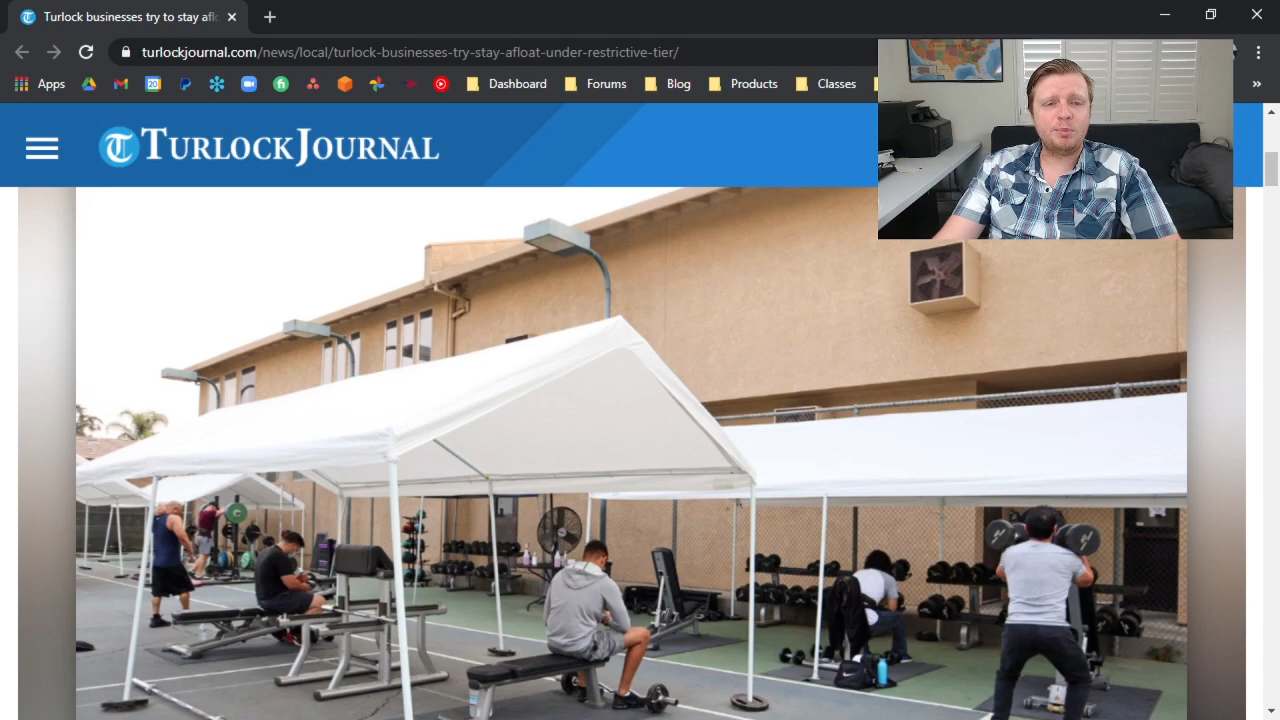 Turlock businesses try to stay afl
turlockjournal.com/news/local/turlock-businesses-try-stay-afloat-under-restrictive-tier/
Apps
20
Dashboard
Forums
Blog
Products
Classes
»
TURLOCKJOURNAL